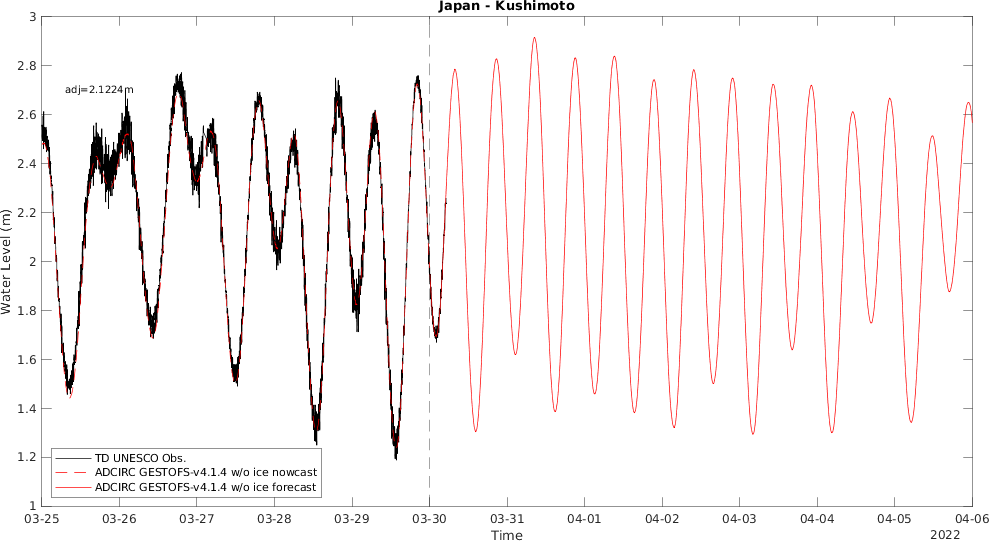 Japan - Kushimoto
adj=2.1224m
Water Level (m)
3
2.8
2.6
2.4
2.2
2
1.8
1.6
1.4
1.2
1
TD UNESCO Obs.
ADCIRC GESTOFS-v4.1.4 w/o ice nowcast
ADCIRC GESTOFS-v4.1.4 w/o ice forecast
03-25 03-26 03-27 03-28 03-29 03-30 03-31 04-01 04-02 04-03 04-04 04-05 04-06
Time
2022